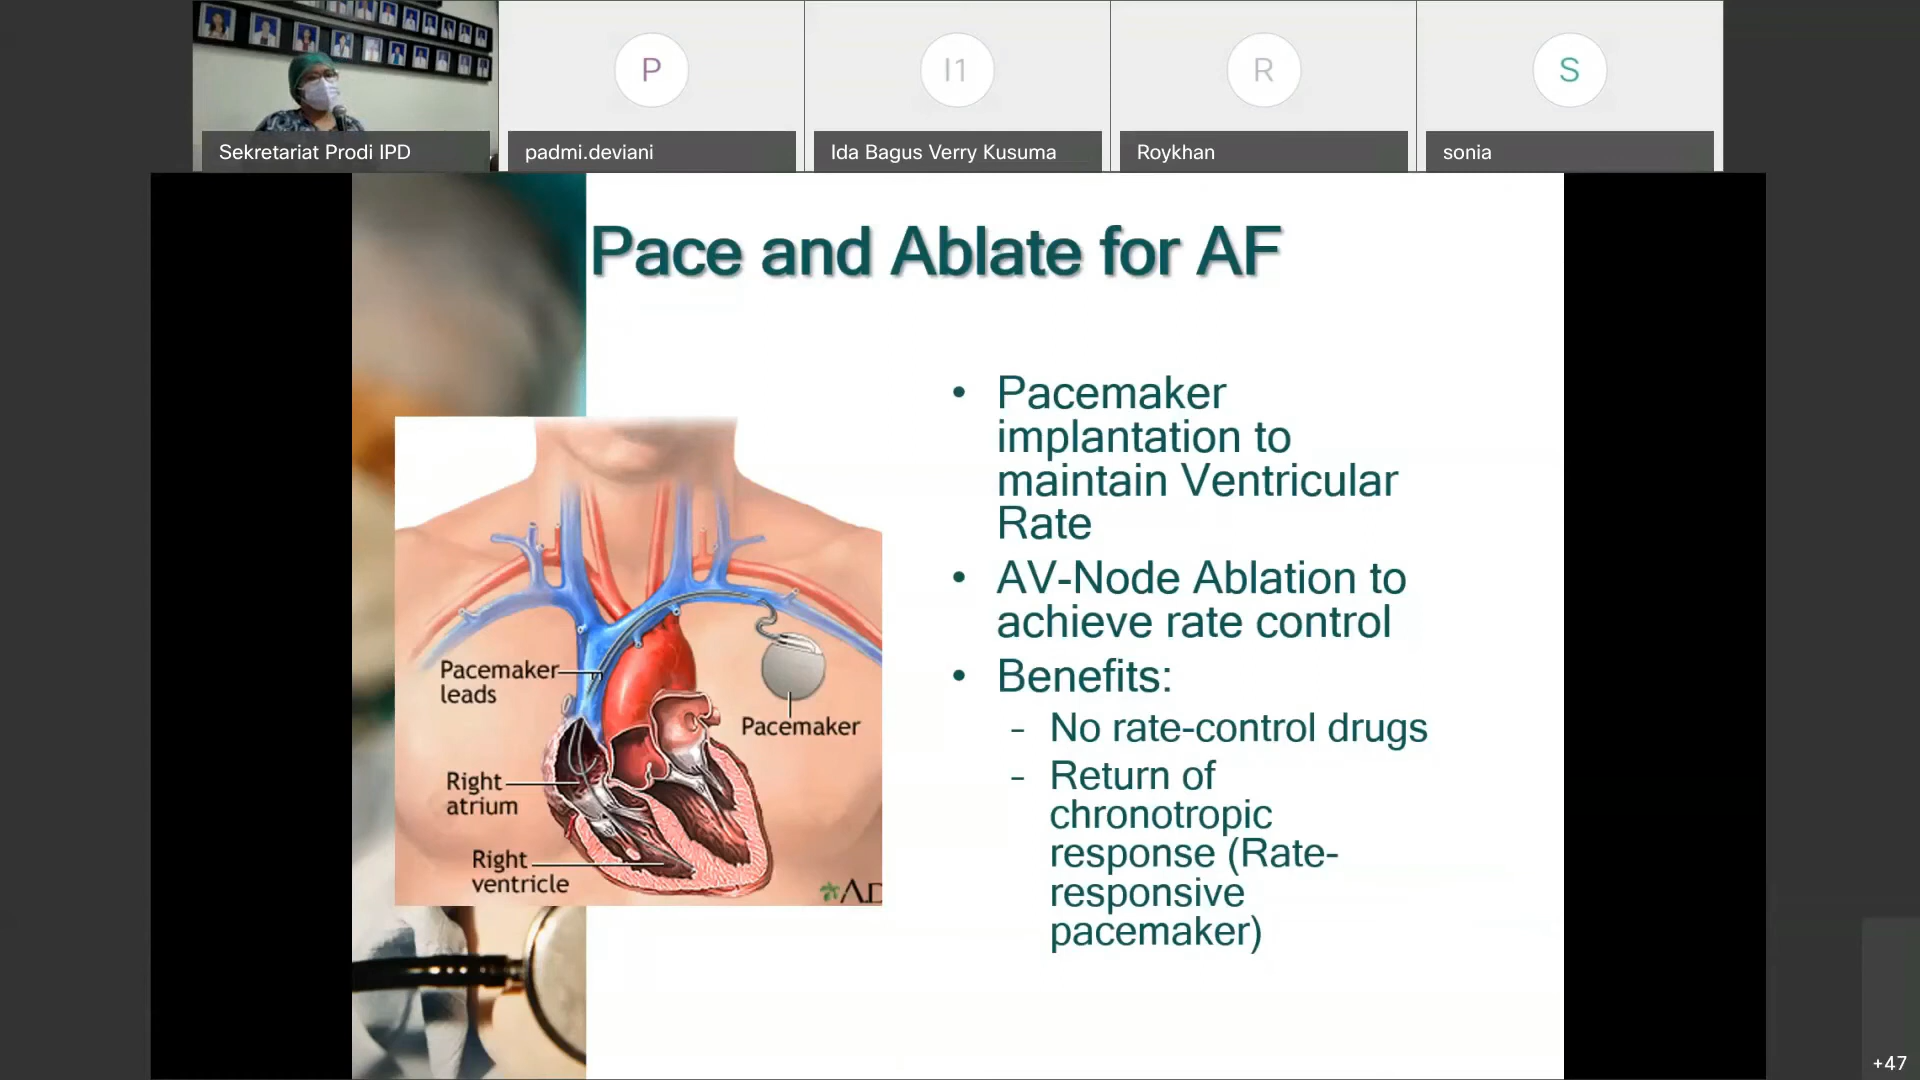 P
I1
R
S
Sekretariat Prodi IPD
padmi.deviani
Ida Bagus Verry Kusuma
Roykhan
sonia
Pace and Ablate for AF
• Pacemaker
implantation to
maintain Ventricular
Rate
• AV-Node Ablation to
achieve rate control
• Benefits:
– No rate-control drugs
– Return of
chronotropic
response (Rate-
responsive
pacemaker)
Pacemaker
leads
Pacemaker
Right
atrium
Right
ventricle
+47